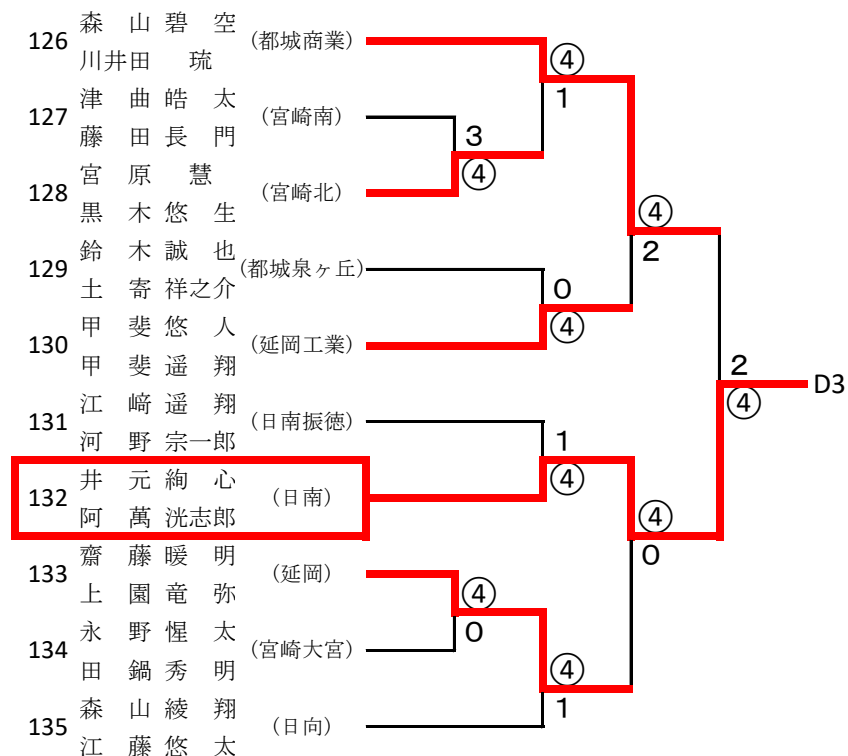 126 森山碧空 (都城商業)
川井田琉
④
1
127 津曲皓太 (宮崎南)
藤田長門
3
④
128 宮原慧 (宮崎北)
黒木悠生
④
2
129 鈴木誠也 (都城泉ヶ丘)
土寄祥之介
0
④
130 甲斐悠人 (延岡工業)
甲斐遥翔
2
④
D3
131 江﨑遥翔 (日南振徳)
河野宗一郎
1
④
132 井元絢心 (日南)
阿萬洸志郎
④
0
133 齋藤暖明 (延岡)
上園竜弥
④
0
134 永野惺太 (宮崎大宮)
田鍋秀明
④
1
135 森山綾翔 (日向)
江藤悠太